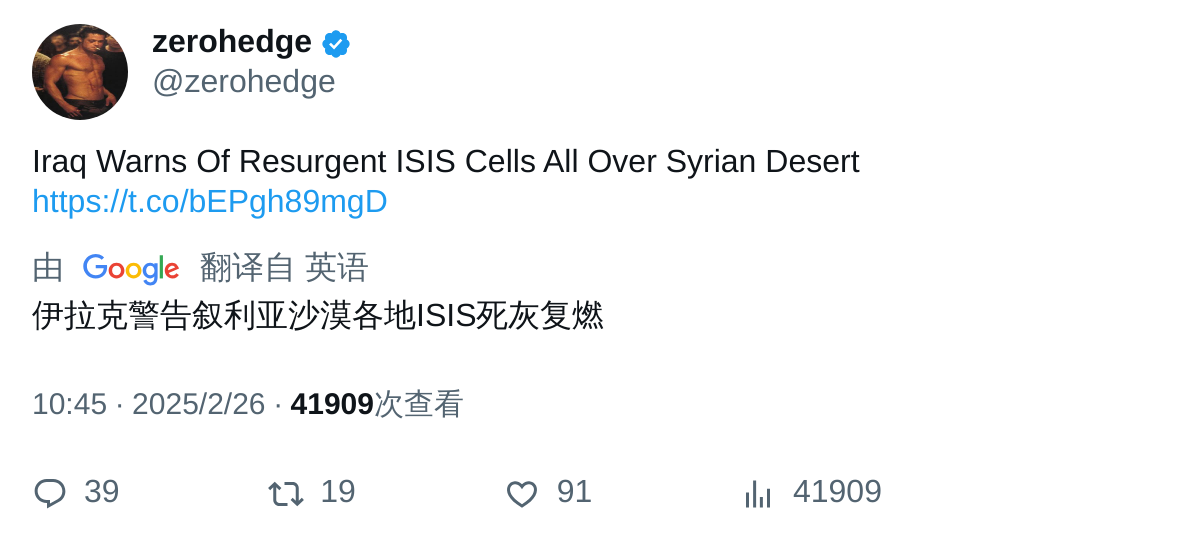 zerohedge
@zerohedge
Iraq Warns Of Resurgent ISIS Cells All Over Syrian Desert
https://t.co/bEPgh89mgD
由 Google 翻译自 英语
伊拉克警告叙利亚沙漠各地ISIS死灰复燃
10:45 · 2025/2/26 · 41909次查看
39 19 91 41909